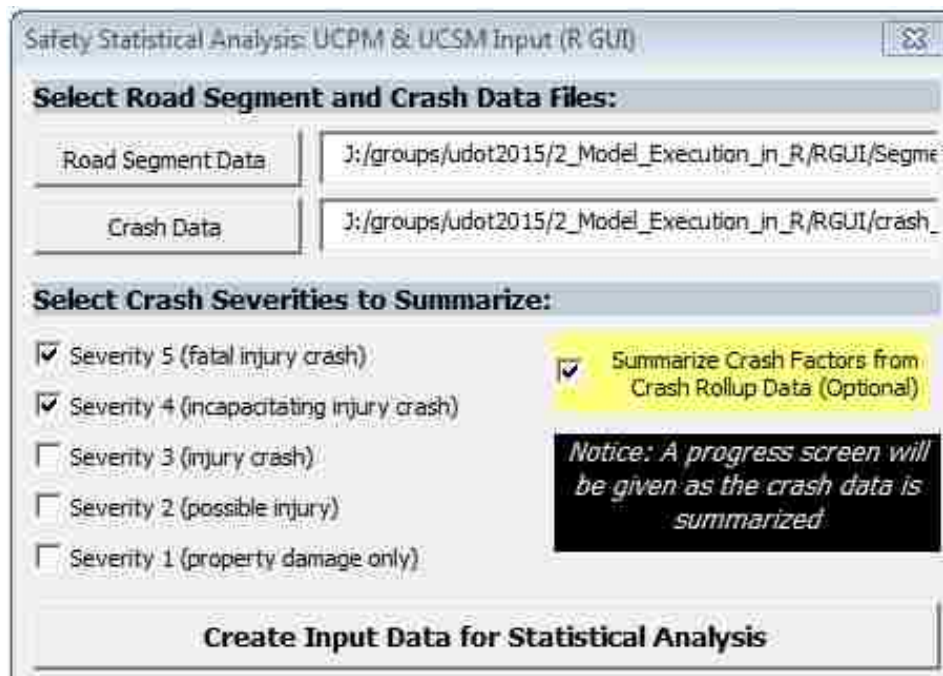 Safety Statistical Analysis: UCPM & UCSM Input (R GUI)
Select Road Segment and Crash Data Files:
Road Segment Data
J:/groups/udot2015/2_Model_Execution_in_R/RGUI/Segme
Crash Data
J:/groups/udot2015/2_Model_Execution_in_R/RGUI/crash_
Select Crash Severities to Summarize:
Severity 5 (fatal injury crash)
Severity 4 (incapacitating injury crash)
Severity 3 (injury crash)
Severity 2 (possible injury)
Severity 1 (property damage only)
Summarize Crash Factors from
Crash Rollup Data (Optional)
Notice: A progress screen will
be given as the crash data is
summarized
Create Input Data for Statistical Analysis